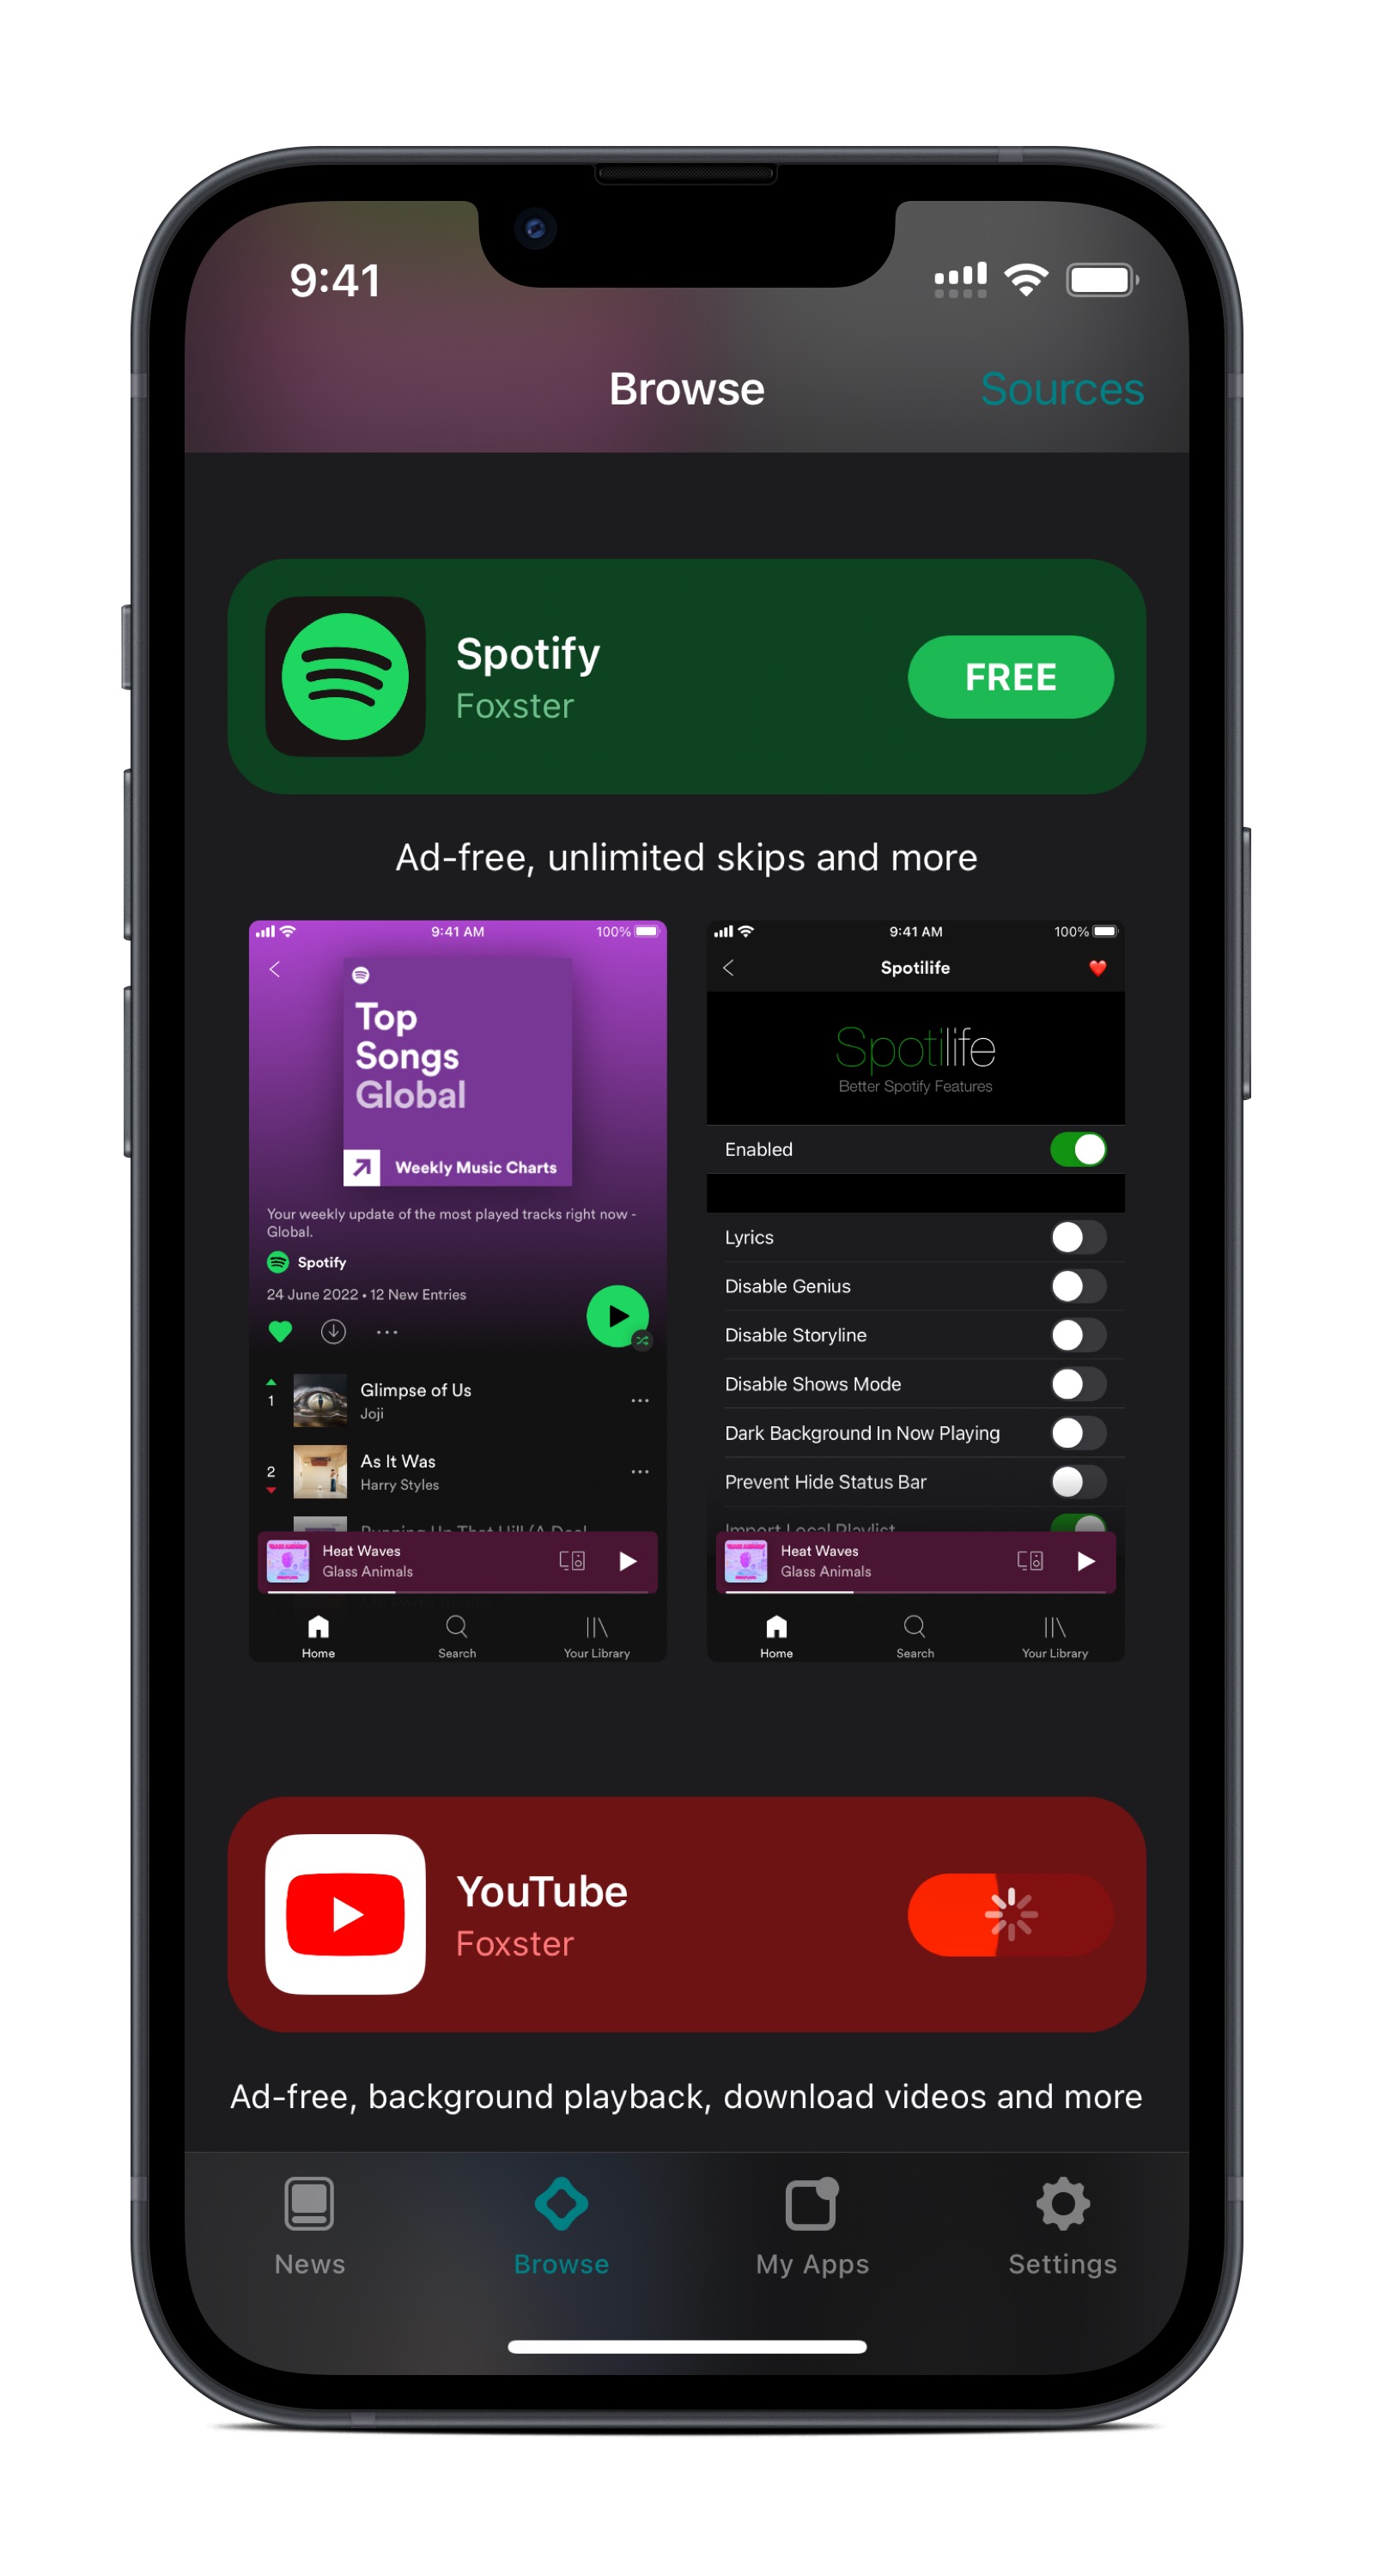 9:41
Browse
Sources
Spotify
Foxster
FREE
Ad-free, unlimited skips and more
9:41 AM
100%
Top
Songs
Global
Weekly Music Charts
Your weekly update of the most played tracks right now -
Global.
Spotify
24 June 2022 • 12 New Entries
1
Glimpse of Us
Joji
2
As It Was
Harry Styles
Running Up That Hill (A Deal
Heat Waves
Glass Animals
Home
Search
Your Library
9:41 AM
100%
Spotilife
Spotilife
Better Spotify Features
Enabled
Lyrics
Disable Genius
Disable Storyline
Disable Shows Mode
Dark Background In Now Playing
Prevent Hide Status Bar
Import Local Playlist
Heat Waves
Glass Animals
Home
Search
Your Library
YouTube
Foxster
Ad-free, background playback, download videos and more
News
Browse
My Apps
Settings